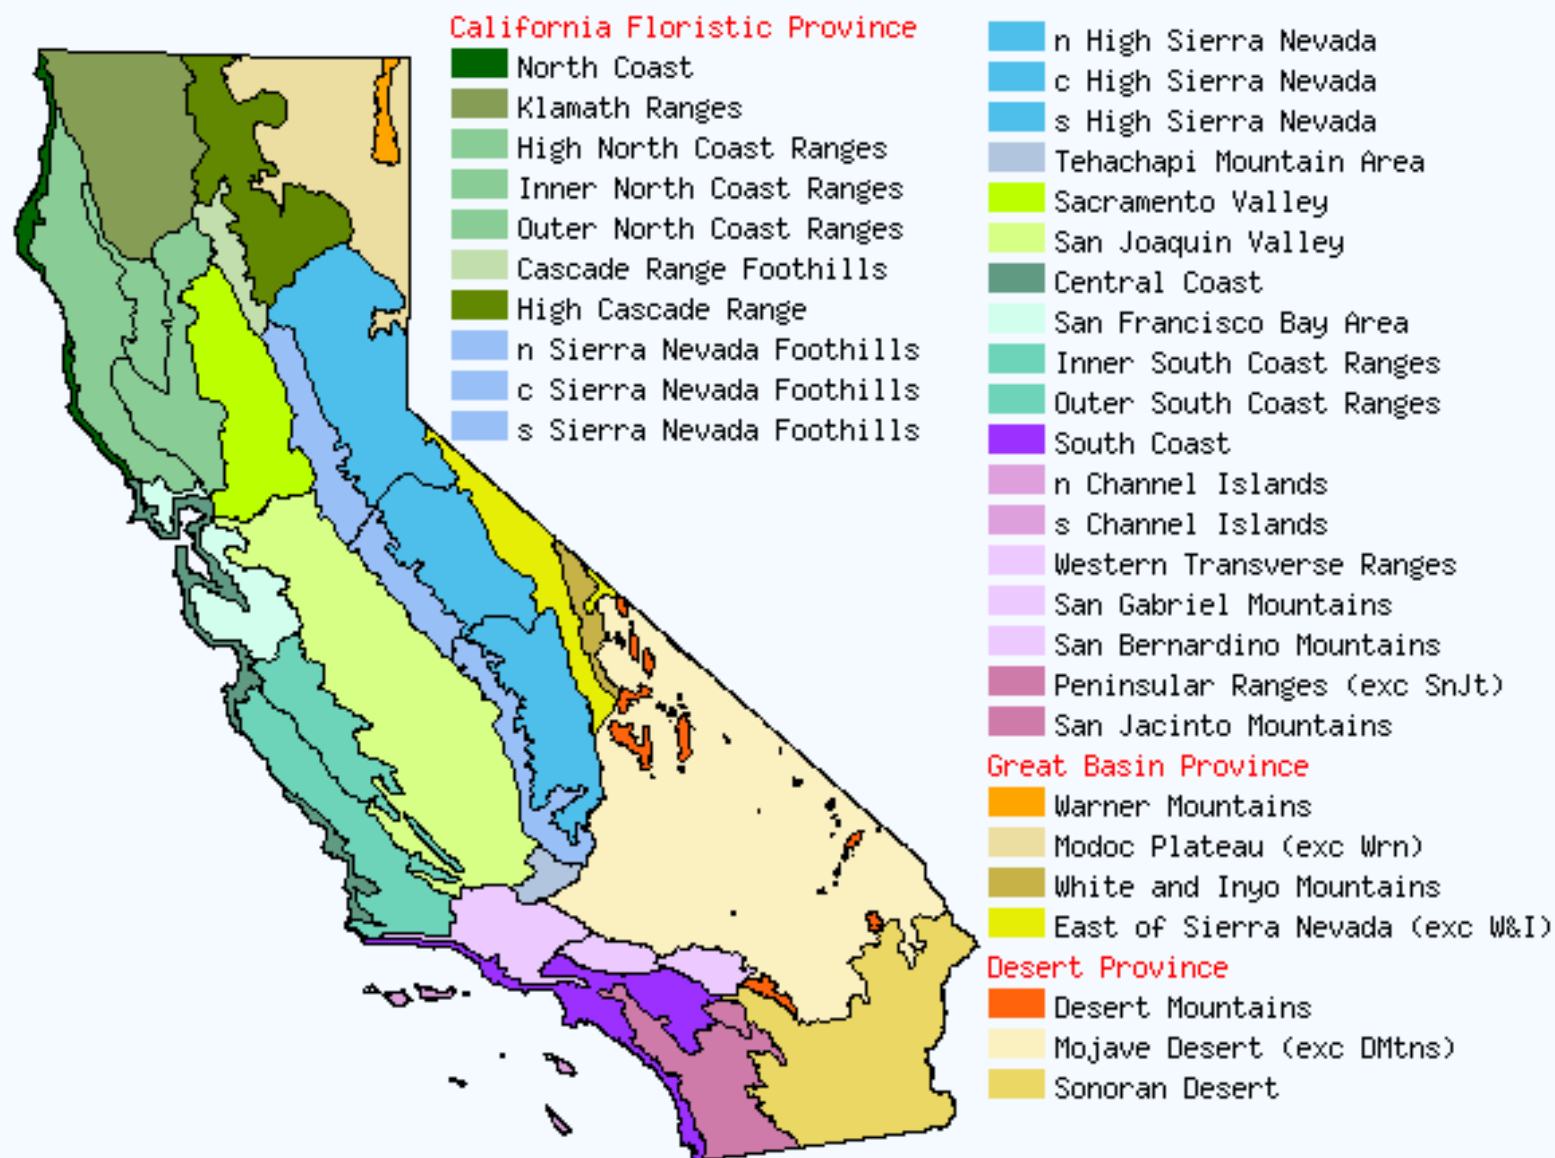 California Floristic Province
North Coast
Klamath Ranges
High North Coast Ranges
Inner North Coast Ranges
Outer North Coast Ranges
Cascade Range Foothills
High Cascade Range
n Sierra Nevada Foothills
c Sierra Nevada Foothills
s Sierra Nevada Foothills
n High Sierra Nevada
c High Sierra Nevada
s High Sierra Nevada
Tehachapi Mountain Area
Sacramento Valley
San Joaquin Valley
Central Coast
San Francisco Bay Area
Inner South Coast Ranges
Outer South Coast Ranges
South Coast
n Channel Islands
s Channel Islands
Western Transverse Ranges
San Gabriel Mountains
San Bernardino Mountains
Peninsular Ranges (exc SnJt)
San Jacinto Mountains
Great Basin Province
Warner Mountains
Modoc Plateau (exc Wrn)
White and Inyo Mountains
East of Sierra Nevada (exc W&I)
Desert Province
Desert Mountains
Mojave Desert (exc DMtns)
Sonoran Desert